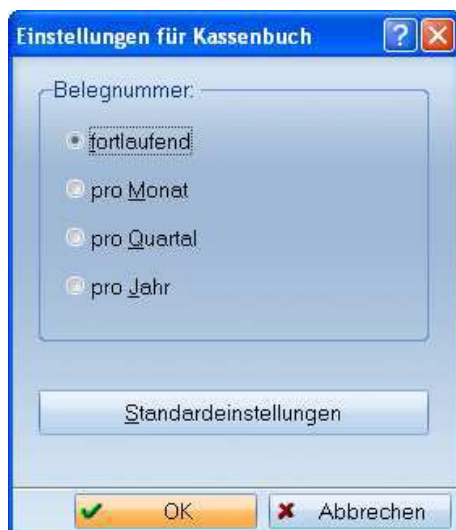 Einstellungen für Kassenbuch
Belegnummer:
fortlaufend
pro Monat
pro Quartal
pro Jahr
Standardeinstellungen
OK Abbrechen